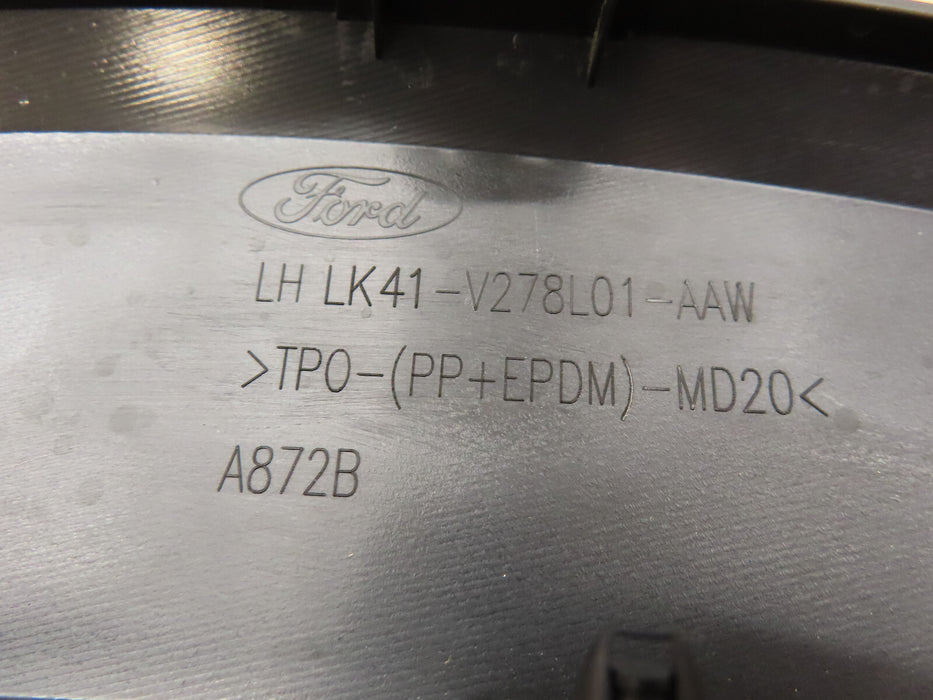 Ford
LH LK41-V278L01-AAW
>TPO-(PP+EPDM)-MD20<
A872B